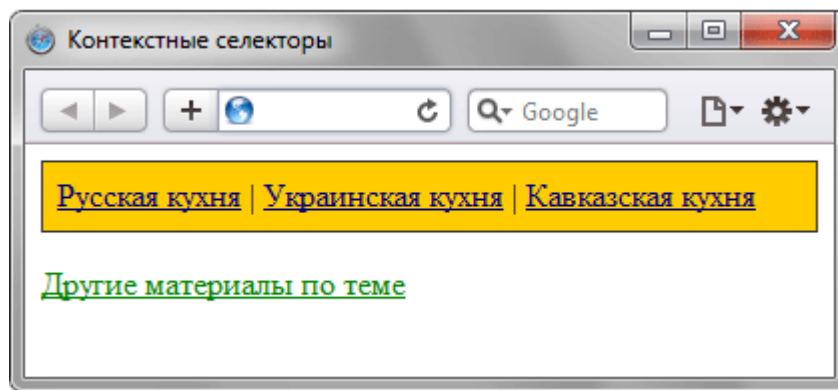 Контекстные селекторы
Google
Русская кухня | Украинская кухня | Кавказская кухня
Другие материалы по теме